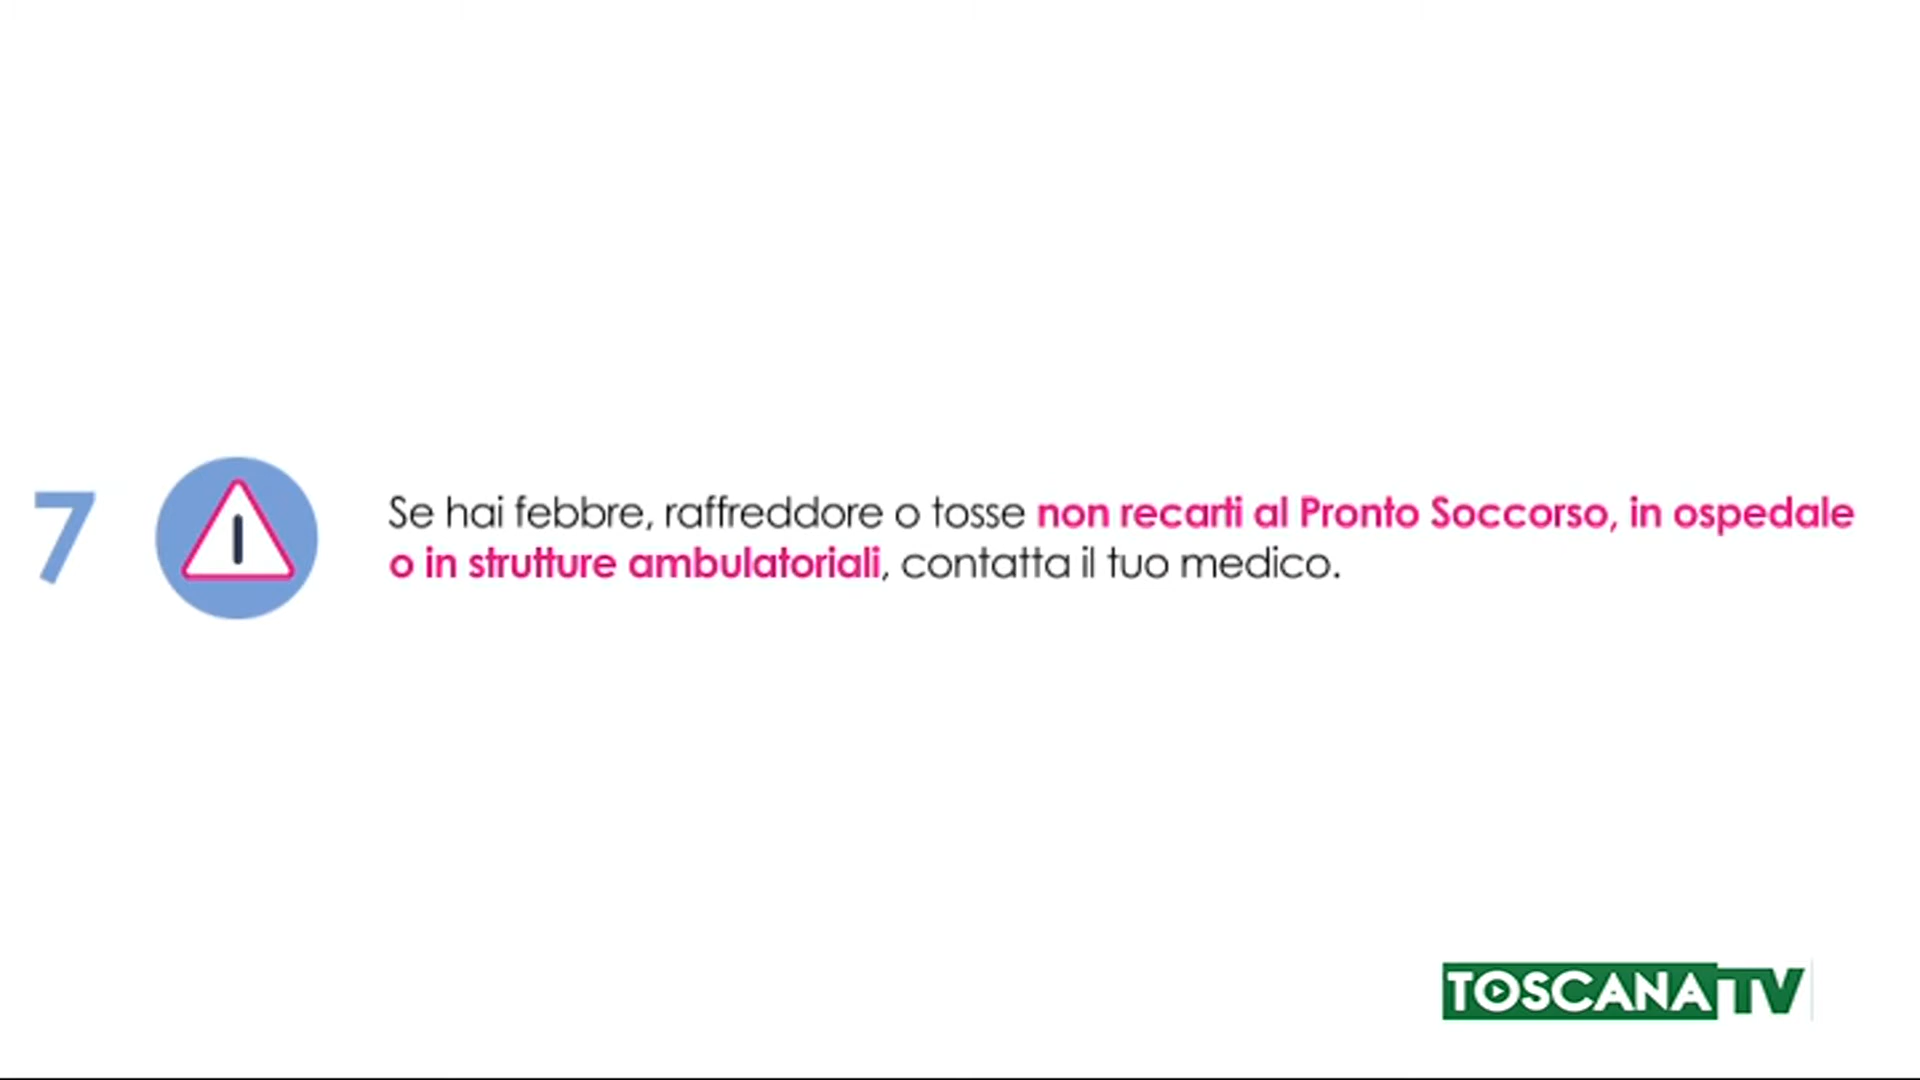 7
Se hai febbre, raffreddore o tosse non recarti al Pronto Soccorso, in ospedale
o in strutture ambulatoriali, contatta il tuo medico.
TOSCANA TV